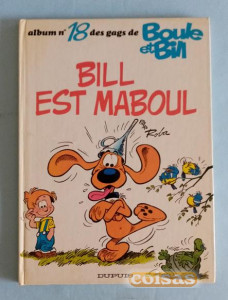 album n° 18 des gags de Boule
et Bill
BILL
EST MABOUL
Roba
DUPUIS
coisas